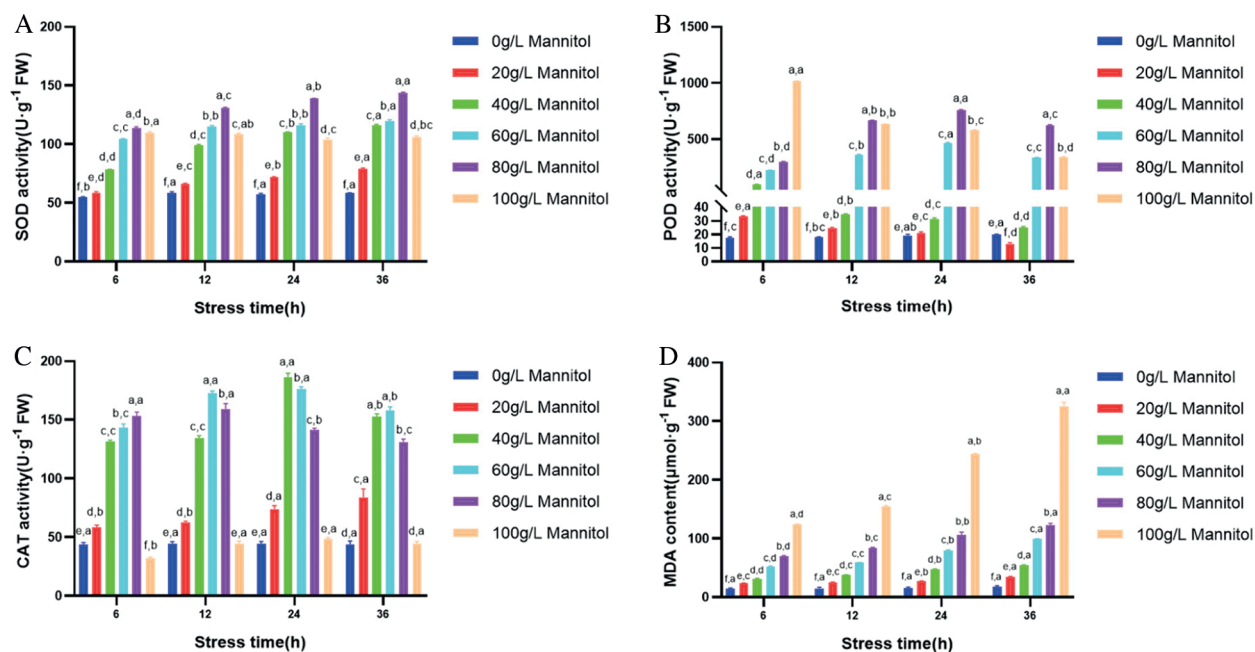 A
SOD activity(U·g⁻¹ FW)
200
150
100
50
0
f,b e,d d,d c,c a,d b,a
f,a e,c d,c b,b a,c c,ab
f,a e,b c,b b,b a,b d,c
f,a e,a c,a b,a a,a d,bc
6 12 24 36
Stress time(h)
0g/L Mannitol
20g/L Mannitol
40g/L Mannitol
60g/L Mannitol
80g/L Mannitol
100g/L Mannitol
B
POD activity(U·g⁻¹ FW)
1500
1000
500
40
30
20
10
0
f,c e,a d,a c,d b,d a,a
f,bc e,b d,b c,b a,b b,b
e,ab e,c d,c c,a a,a b,c
e,a f,d d,d c,c a,c b,d
6 12 24 36
Stress time(h)
0g/L Mannitol
20g/L Mannitol
40g/L Mannitol
60g/L Mannitol
80g/L Mannitol
100g/L Mannitol
C
CAT activity(U·g⁻¹ FW)
200
150
100
50
0
e,a d,b c,c b,c a,a f,b
e,a d,b c,c a,a b,a e,a
e,a d,a a,a b,a c,b e,a
d,a c,a a,b a,b b,c d,a
6 12 24 36
Stress time(h)
0g/L Mannitol
20g/L Mannitol
40g/L Mannitol
60g/L Mannitol
80g/L Mannitol
100g/L Mannitol
D
MDA content(μmol·g⁻¹ FW)
400
300
200
100
0
f,a e,c d,d c,d b,d a,d
f,a e,c d,c c,c b,c a,c
f,a e,b d,b c,b b,b a,b
f,a e,a d,a c,a b,a a,a
6 12 24 36
Stress time(h)
0g/L Mannitol
20g/L Mannitol
40g/L Mannitol
60g/L Mannitol
80g/L Mannitol
100g/L Mannitol